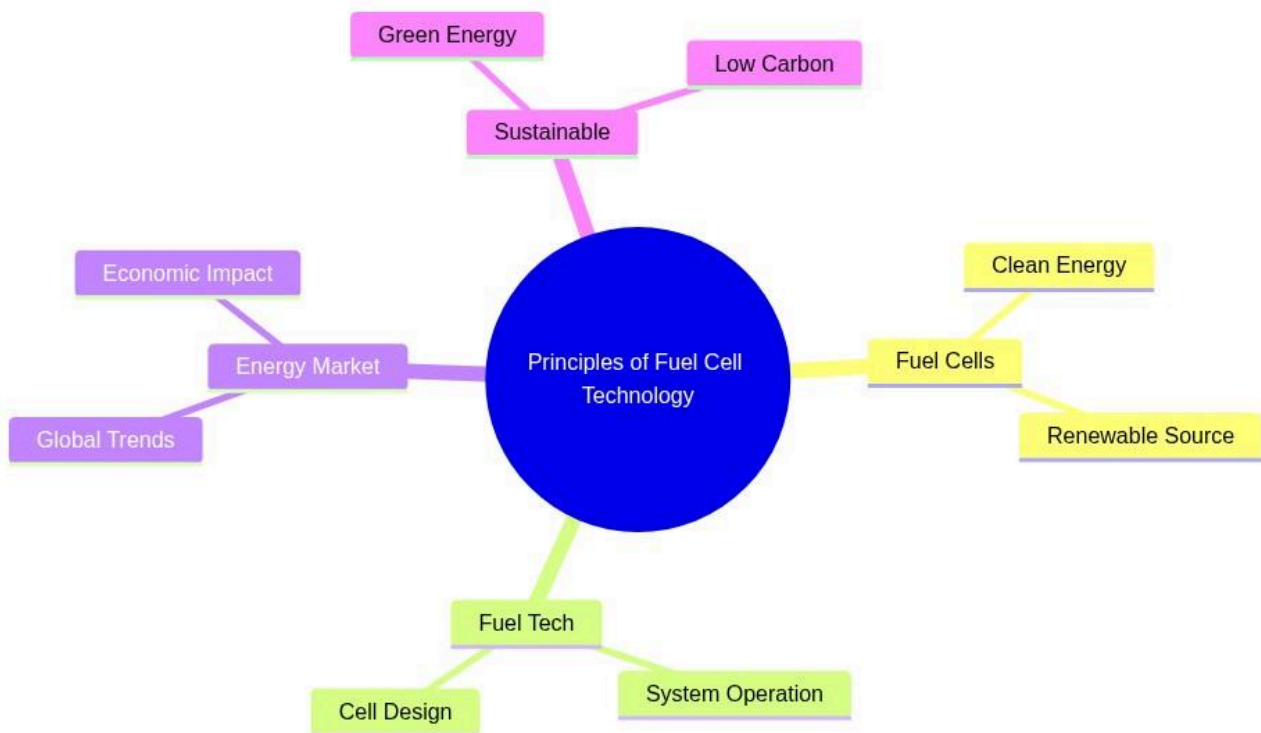 Green Energy
Low Carbon
Sustainable
Economic Impact
Energy Market
Global Trends
Principles of Fuel Cell
Technology
Clean Energy
Fuel Cells
Renewable Source
Fuel Tech
Cell Design
System Operation